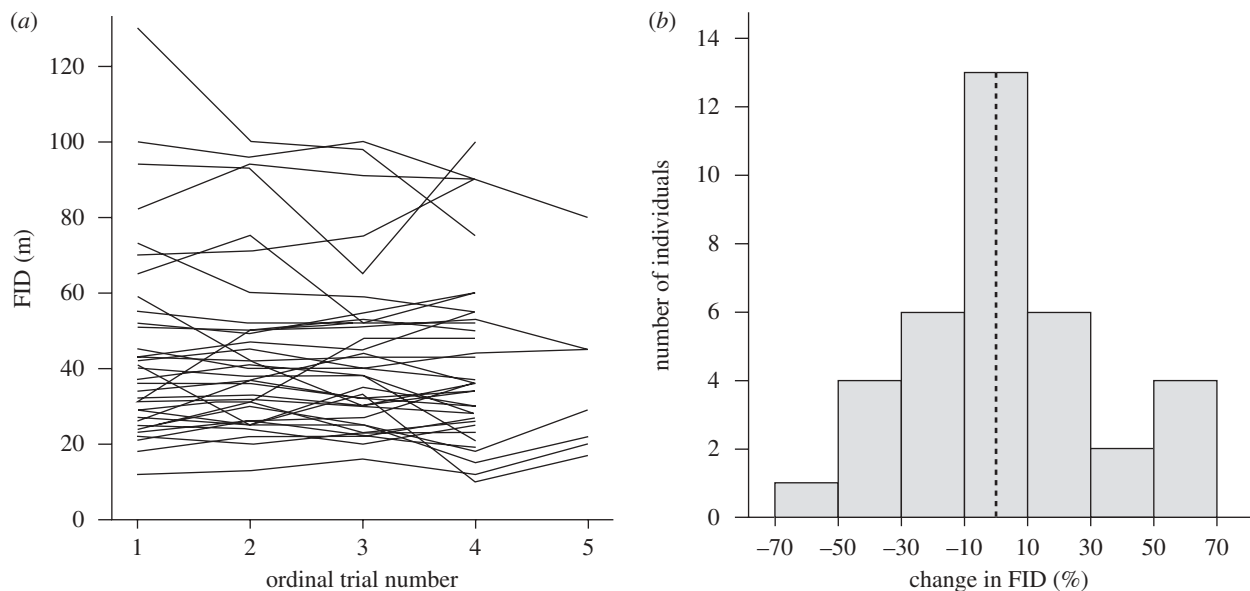 (a)
120
100
80
60
40
20
0
FID (m)
1 2 3 4 5
ordinal trial number
(b)
14
12
10
8
6
4
2
0
number of individuals
–70 –50 –30 –10 10 30 50 70
change in FID (%)